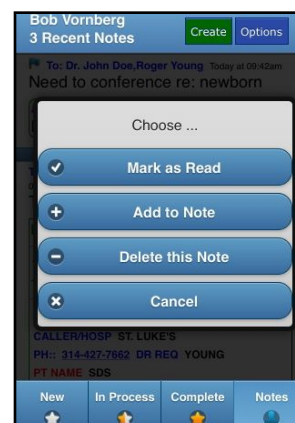 Bob Vornberg
3 Recent Notes
Create
Options
To: Dr. John Doe,Roger Young Today at 09:42am
Need to conference re: newborn
Choose ...
Mark as Read
Add to Note
Delete this Note
Cancel
CALLER/HOSP ST. LUKE'S
PH:: 314-427-7662 DR REQ YOUNG
PT NAME SDS
New
In Process
Complete
Notes